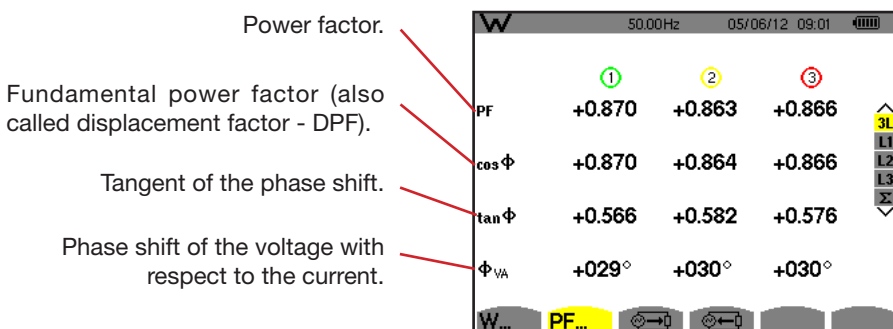 Power factor.
Fundamental power factor (also
called displacement factor - DPF).
Tangent of the phase shift.
Phase shift of the voltage with
respect to the current.
W 50.00Hz 05/06/12 09:01
1 2 3
PF +0.870 +0.863 +0.866
cos Φ +0.870 +0.864 +0.866
tan Φ +0.566 +0.582 +0.576
ΦVA +029° +030° +030°
3L
L1
L2
L3
Σ
W... PF...